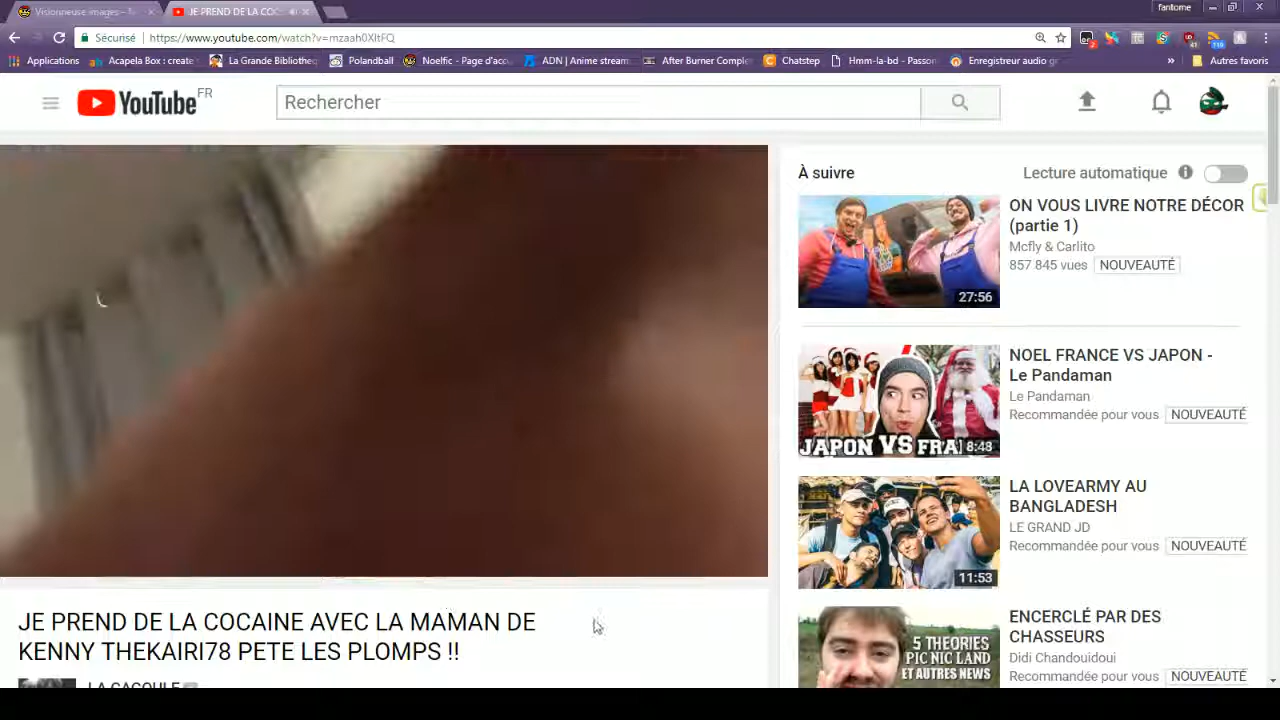 Visionneuse images -
JE PREND DE LA COC
fantome
Sécurisé
https://www.youtube.com/watch?v=mzaah0XltFQ
Applications
Acapela Box : create
La Grande Bibliothe
Polandball
Noelfic - Page d'acc
ADN | Anime stream
After Burner Comple
Chatstep
Hmm-la-bd - Passon
Enregistreur audio gr
»
Autres favoris
YouTube FR
Rechercher
À suivre
Lecture automatique
ON VOUS LIVRE NOTRE DÉCOR
(partie 1)
Mcfly & Carlito
857 845 vues NOUVEAUTÉ
27:56
NOEL FRANCE VS JAPON -
Le Pandaman
Le Pandaman
Recommandée pour vous NOUVEAUTÉ
JAPON VS FRA
8:48
LA LOVEARMY AU
BANGLADESH
LE GRAND JD
Recommandée pour vous NOUVEAUTÉ
11:53
ENCERCLÉ PAR DES
CHASSEURS
Didi Chandouidoui
Recommandée pour vous NOUVEAUTÉ
5 THEORIES
PIC NIC LAND
ET AUTRES NEWS
JE PREND DE LA COCAINE AVEC LA MAMAN DE
KENNY THEKAIRI78 PETE LES PLOMPS !!
LA CAGOULE